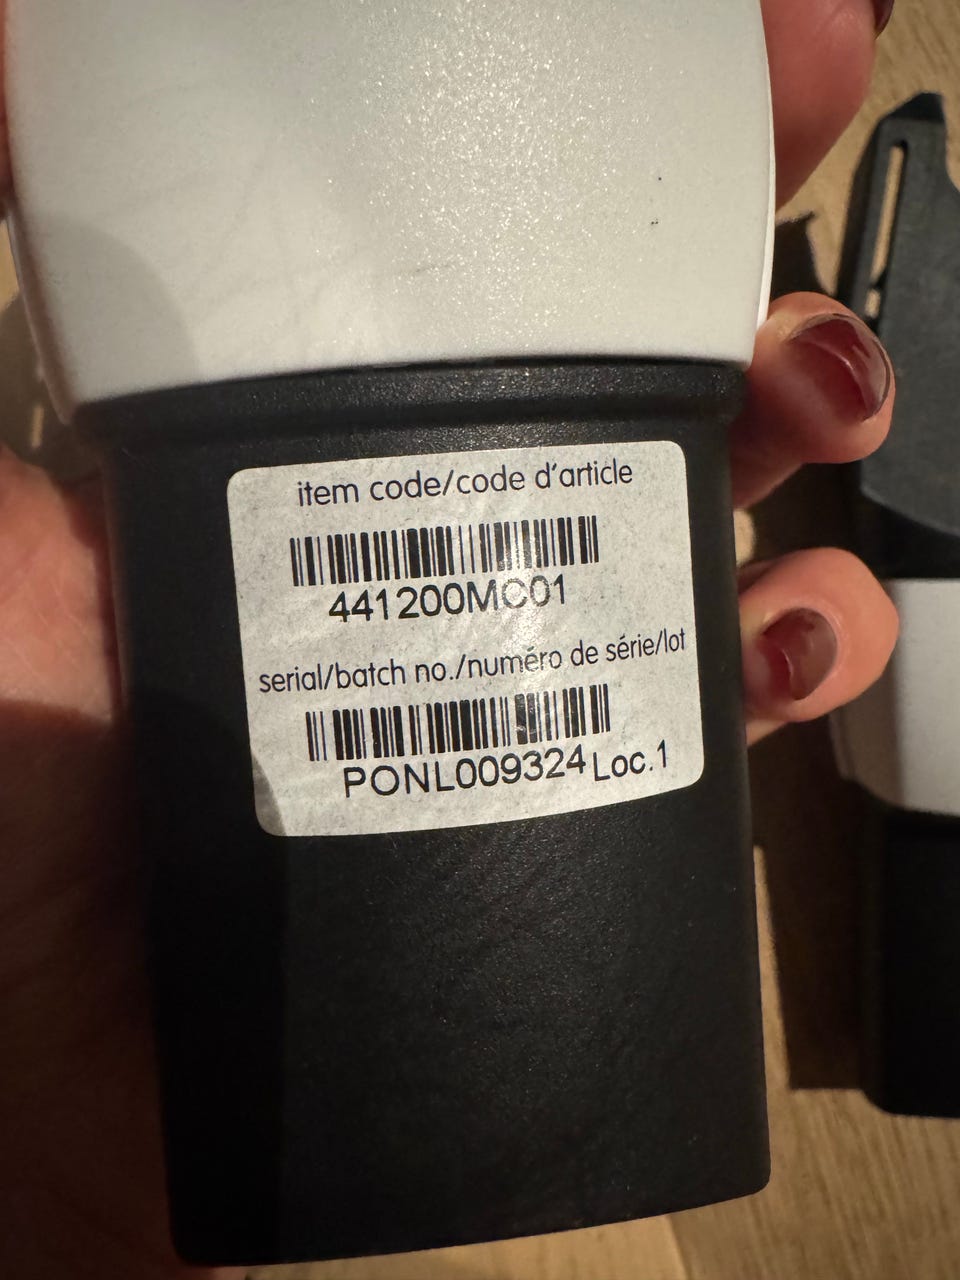 item code/code d'article
441200MC01
serial/batch no./numéro de série/lot
PONL009324 Loc.1